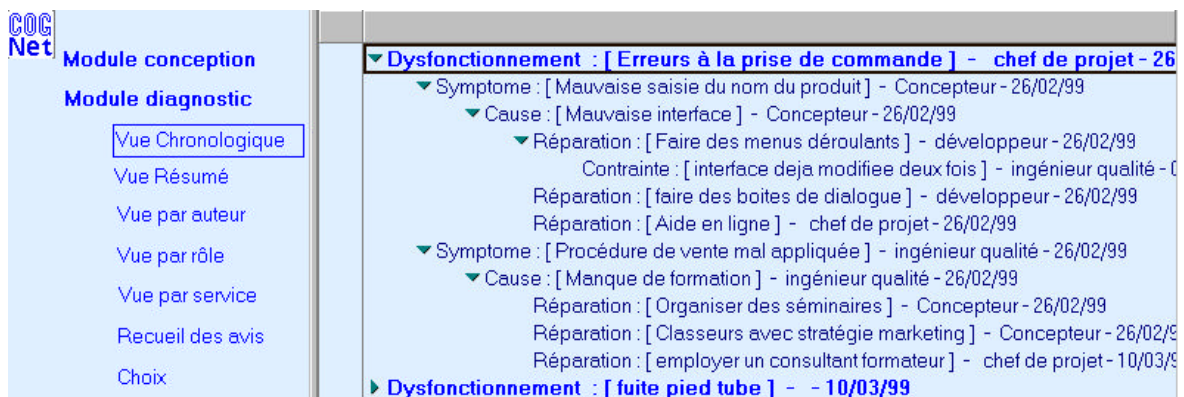 COG
Net
Module conception
Module diagnostic
Vue Chronologique
Vue Résumé
Vue par auteur
Vue par rôle
Vue par service
Recueil des avis
Choix
Dysfonctionnement : [ Erreurs à la prise de commande ] - chef de projet - 26
Symptome : [ Mauvaise saisie du nom du produit ] - Concepteur - 26/02/99
Cause : [ Mauvaise interface ] - Concepteur - 26/02/99
Réparation : [ Faire des menus déroulants ] - développeur - 26/02/99
Contrainte : [ interface deja modifiee deux fois ] - ingénieur qualité -
Réparation : [ faire des boites de dialogue ] - développeur - 26/02/99
Réparation : [ Aide en ligne ] - chef de projet - 26/02/99
Symptome : [ Procédure de vente mal appliquée ] - ingénieur qualité - 26/02/99
Cause : [ Manque de formation ] - ingénieur qualité - 26/02/99
Réparation : [ Organiser des séminaires ] - Concepteur - 26/02/99
Réparation : [ Classeurs avec stratégie marketing ] - Concepteur - 26/02/9
Réparation : [ employer un consultant formateur ] - chef de projet - 10/03/9
Dysfonctionnement : [ fuite pied tube ] - - 10/03/99